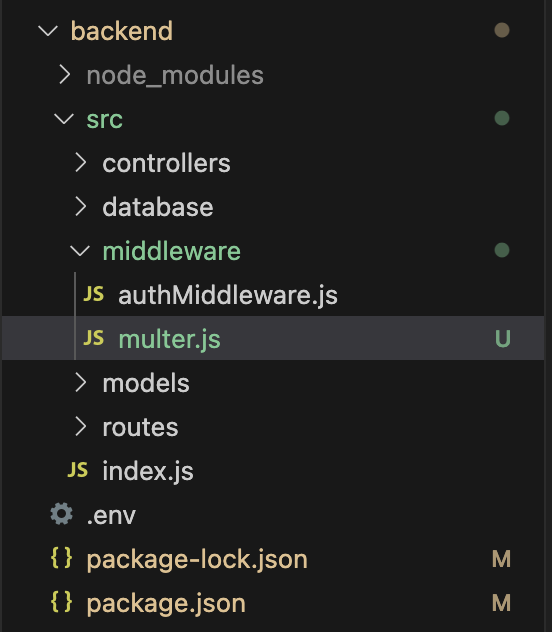 backend
node_modules
src
controllers
database
middleware
JS authMiddleware.js
JS multer.js U
models
routes
JS index.js
.env
{} package-lock.json M
{} package.json M